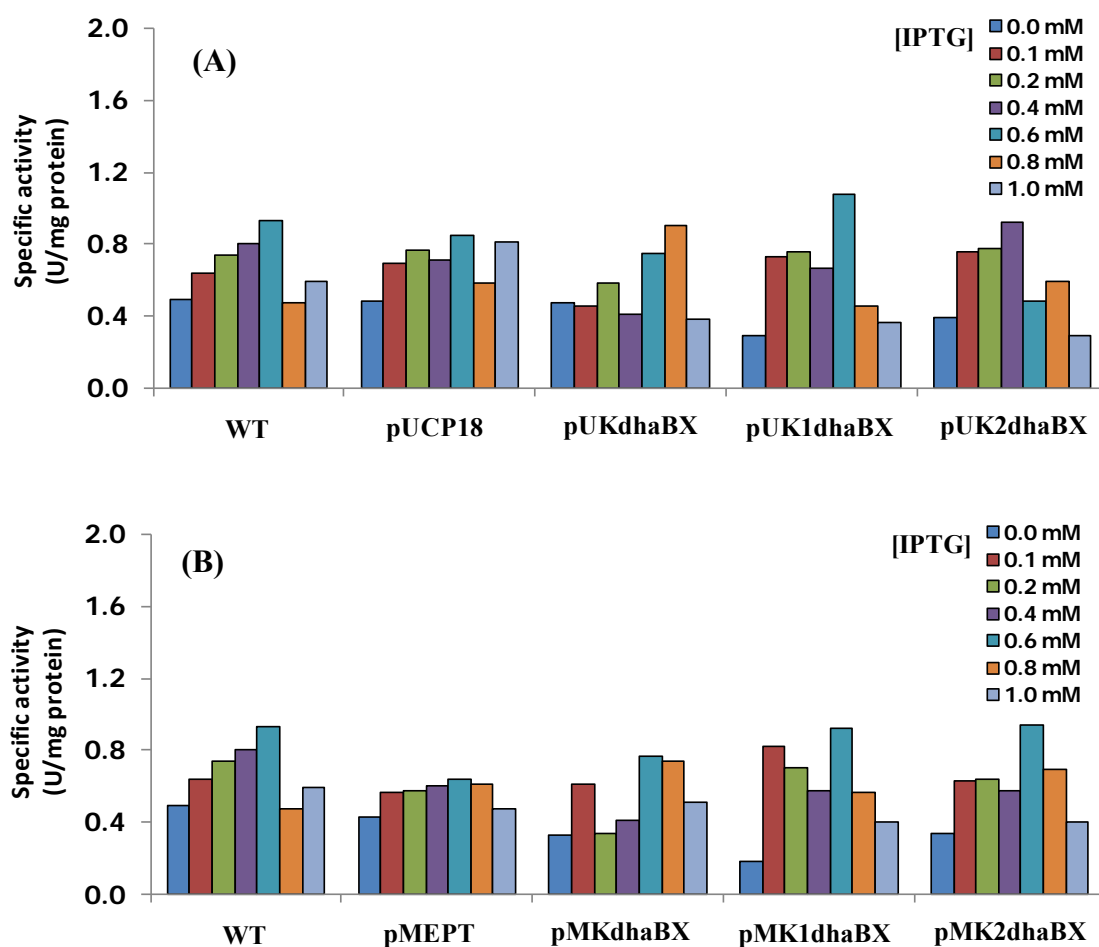 (A)
[IPTG]
0.0 mM
0.1 mM
0.2 mM
0.4 mM
0.6 mM
0.8 mM
1.0 mM
Specific activity
(U/mg protein)
2.0
1.6
1.2
0.8
0.4
0.0
WT pUCP18 pUKdhaBX pUK1dhaBX pUK2dhaBX
(B)
[IPTG]
0.0 mM
0.1 mM
0.2 mM
0.4 mM
0.6 mM
0.8 mM
1.0 mM
Specific activity
(U/mg protein)
2.0
1.6
1.2
0.8
0.4
0.0
WT pMEPT pMKdhaBX pMK1dhaBX pMK2dhaBX